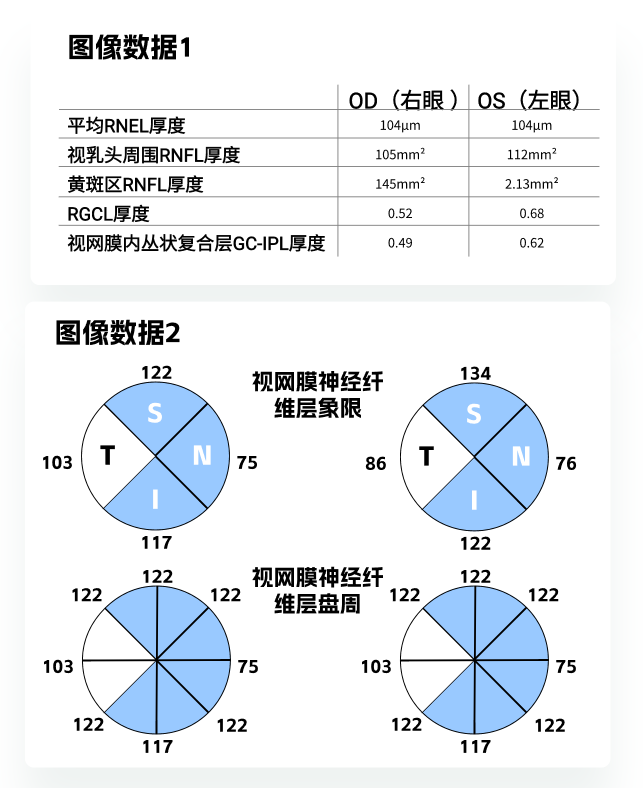 图像数据1
OD（右眼 ） OS（左眼）
平均RNEL厚度 104μm 104μm
视乳头周围RNFL厚度 105mm² 112mm²
黄斑区RNFL厚度 145mm² 2.13mm²
RGCL厚度 0.52 0.68
视网膜内丛状复合层GC-IPL厚度 0.49 0.62
图像数据2
视网膜神经纤
维层象限
122
S
103 T N 75
I
117
134
S
86 T N 76
I
122
视网膜神经纤
维层盘周
122
122 122
103 75
122 122
117
122
122 122
103 75
122 122
117